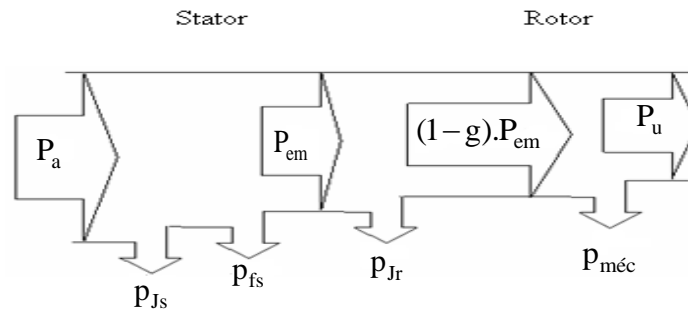 Stator Rotor
P_a P_em (1−g).P_em P_u
p_Js p_fs p_Jr p_méc